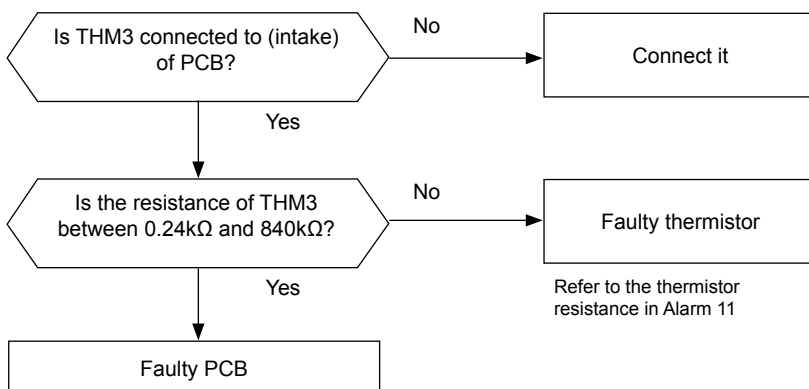 Is THM3 connected to (intake)
of PCB?
No
Connect it
Yes
Is the resistance of THM3
between 0.24kΩ and 840kΩ?
No
Faulty thermistor
Yes
Refer to the thermistor
resistance in Alarm 11
Faulty PCB